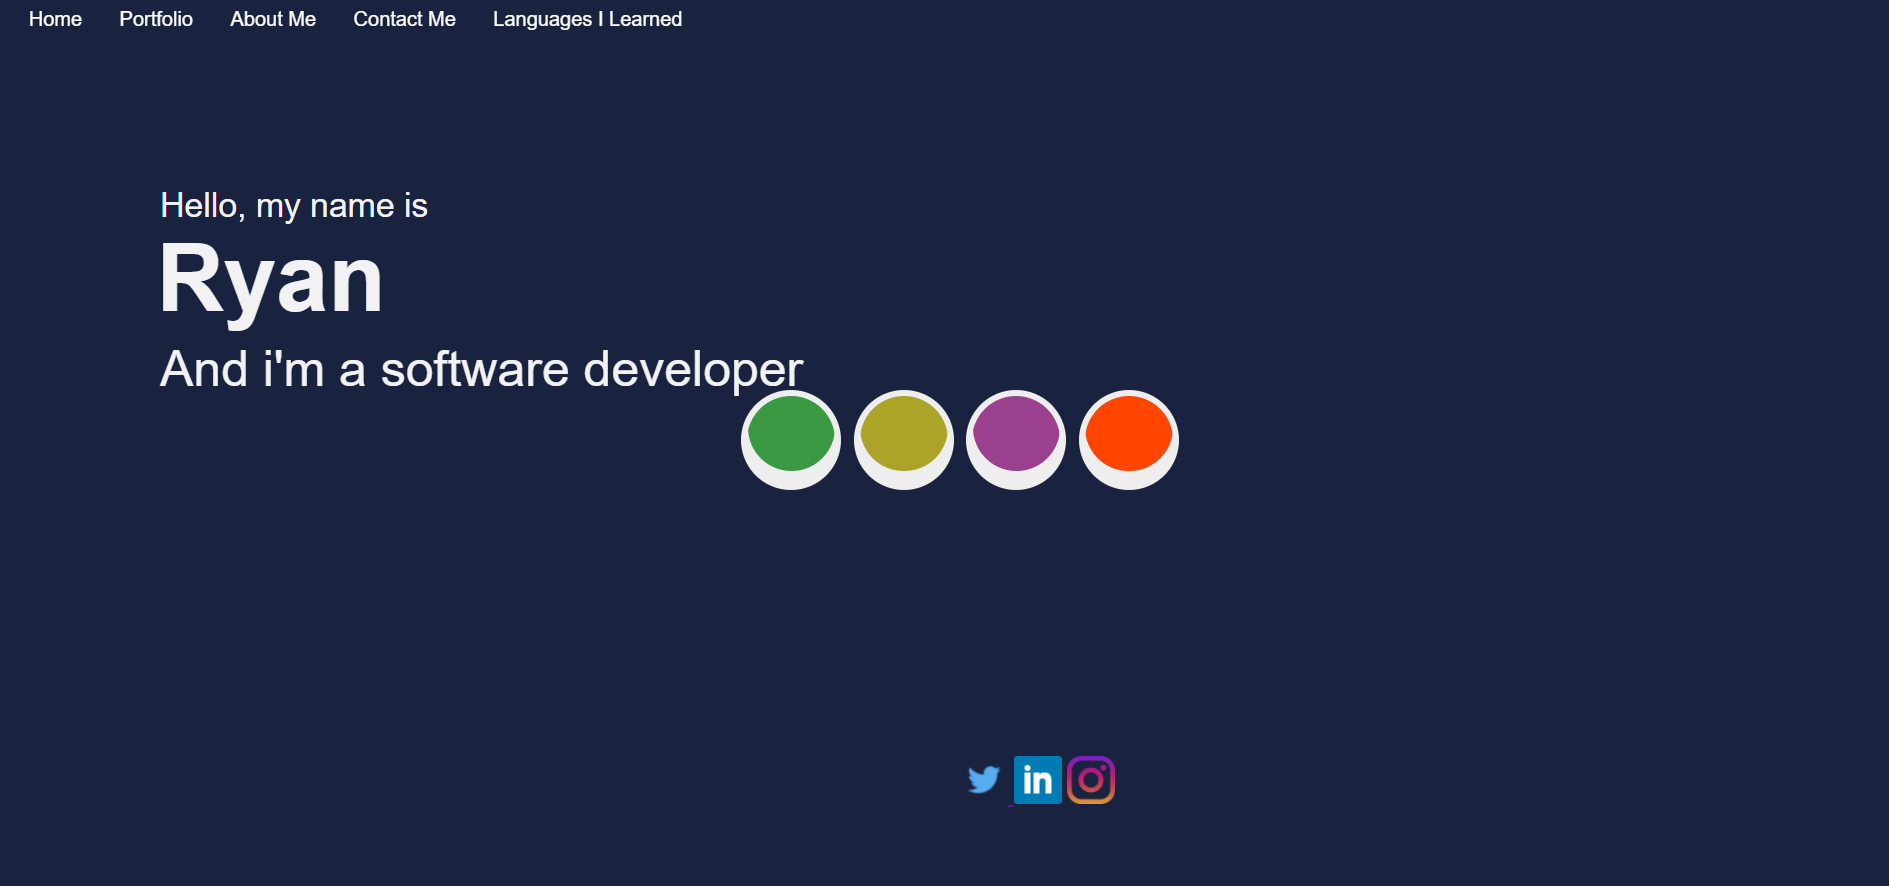 Home Portfolio About Me Contact Me Languages I Learned
Hello, my name is
Ryan
And i'm a software developer
in